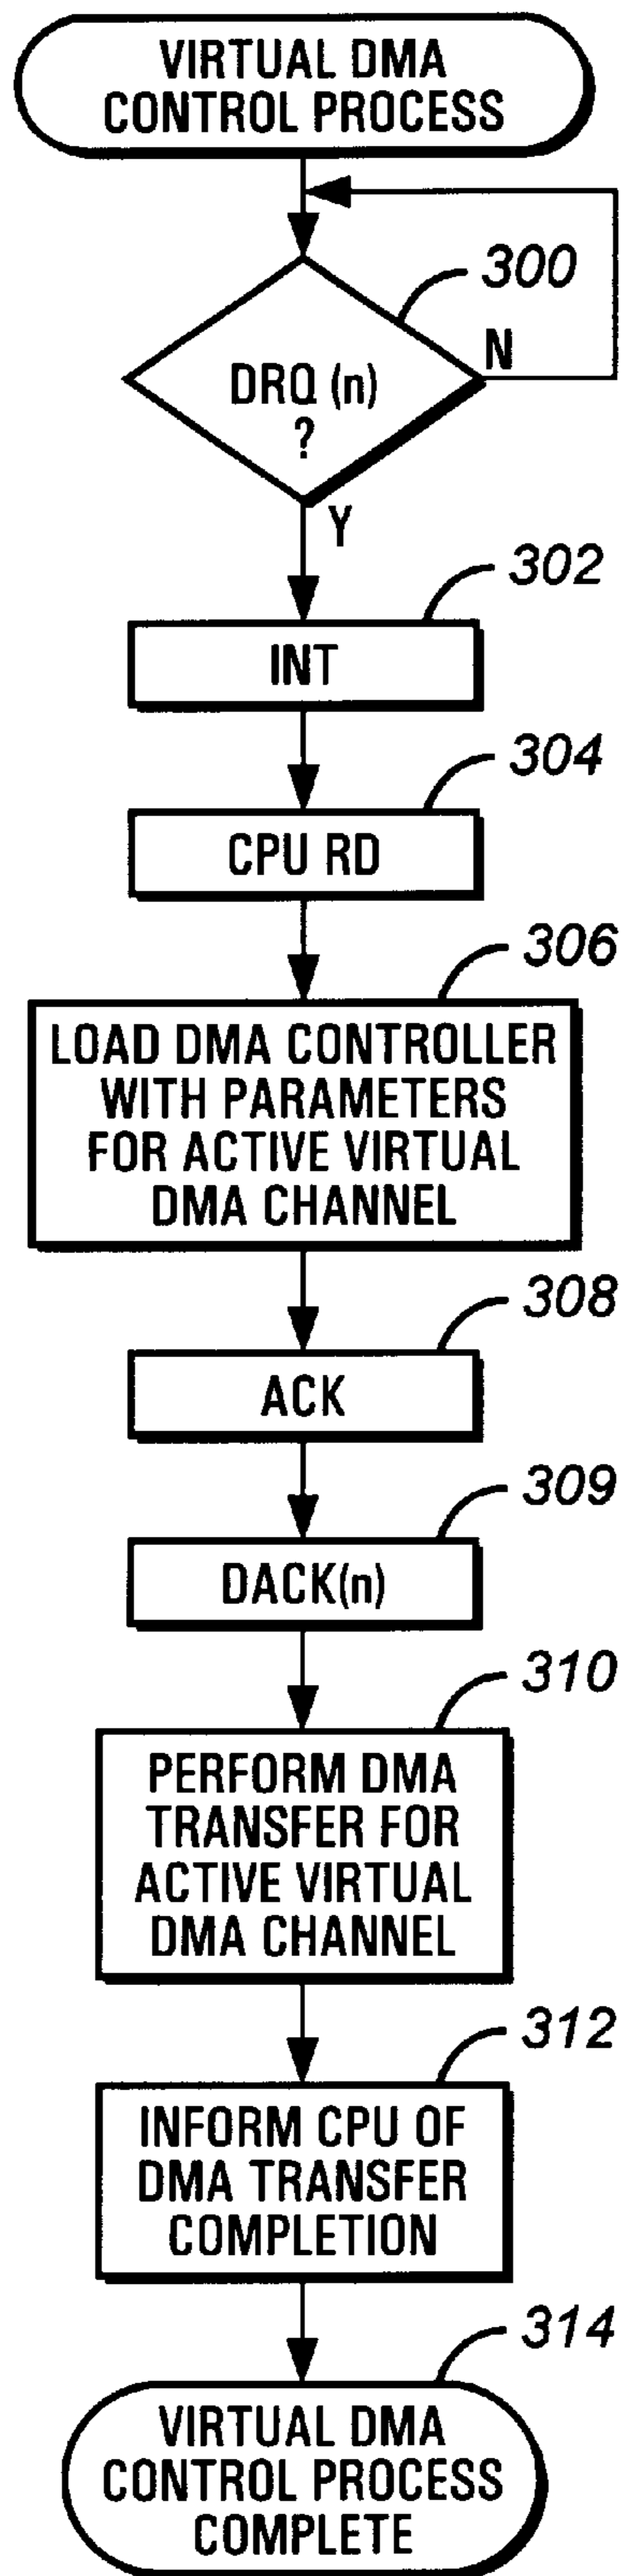 VIRTUAL DMA
CONTROL PROCESS
300
N
DRQ (n)
?
Y
302
INT
304
CPU RD
306
LOAD DMA CONTROLLER
WITH PARAMETERS
FOR ACTIVE VIRTUAL
DMA CHANNEL
308
ACK
309
DACK(n)
310
PERFORM DMA
TRANSFER FOR
ACTIVE VIRTUAL
DMA CHANNEL
312
INFORM CPU OF
DMA TRANSFER
COMPLETION
314
VIRTUAL DMA
CONTROL PROCESS
COMPLETE